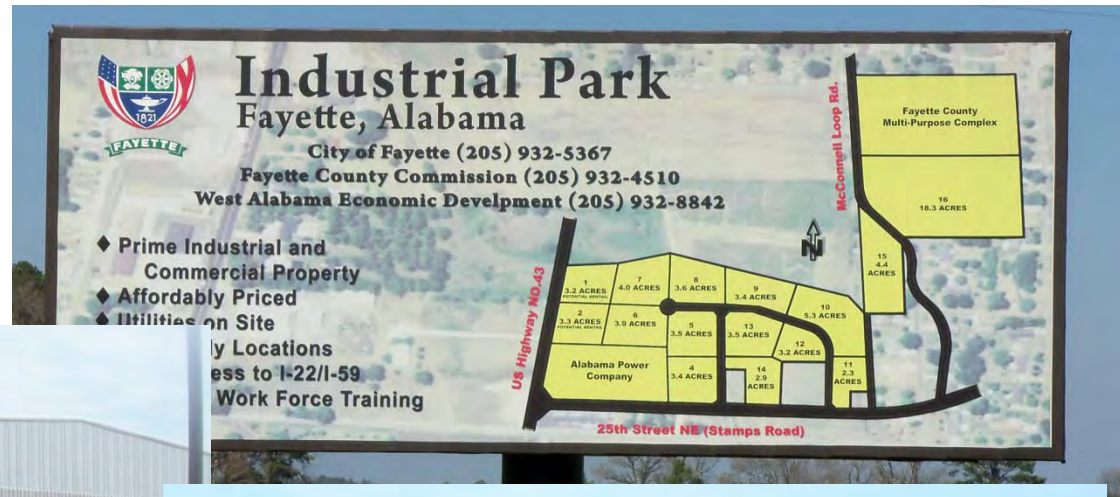 Industrial Park
Fayette, Alabama
1821
FAYETTE
City of Fayette (205) 932-5367
Fayette County Commission (205) 932-4510
West Alabama Economic Develpment (205) 932-8842
♦ Prime Industrial and
Commercial Property
♦ Affordably Priced
♦ Utilities on Site
Locations
to I-22/I-59
Work Force Training
US Highway NO.43
McConnell Loop Rd.
25th Street NE (Stamps Road)
N
Fayette County
Multi-Purpose Complex
16
18.3 ACRES
15
4.4
ACRES
1
3.2 ACRES
7
4.0 ACRES
8
3.6 ACRES
9
3.4 ACRES
10
5.3 ACRES
2
3.3 ACRES
6
3.9 ACRES
5
3.5 ACRES
13
3.5 ACRES
12
3.2 ACRES
Alabama Power
Company
4
3.4 ACRES
14
2.9
ACRES
11
2.3
ACRES